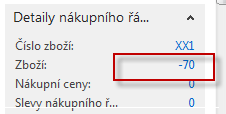 Detaily nákupního řá...
Číslo zboží: XX1
Zboží: -70
Nákupní ceny: 0
Slevy nákupního ř... 0